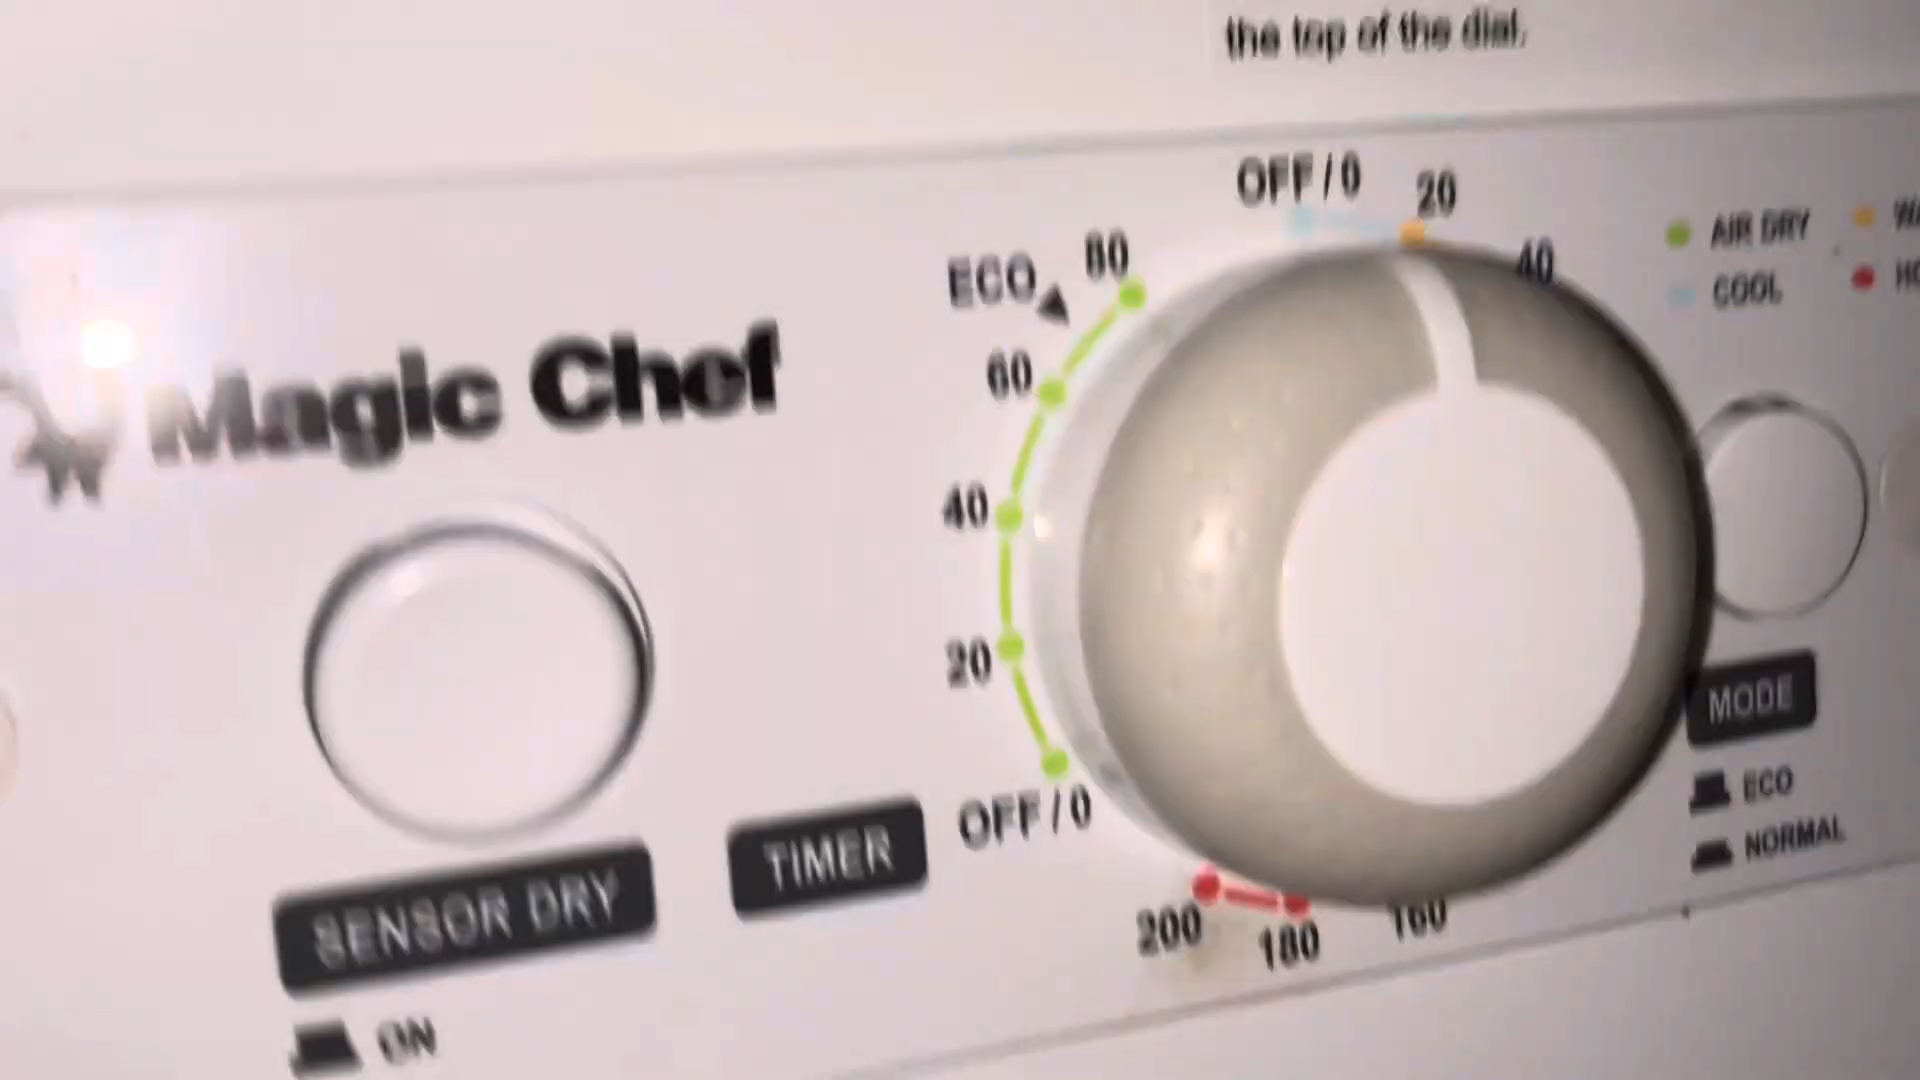 the top of the dial.
OFF/0
20
40
80
ECO
60
40
20
OFF/0
200
180
160
AIR DRY
COOL
Magic Chef
SENSOR DRY
ON
TIMER
MODE
ECO
NORMAL